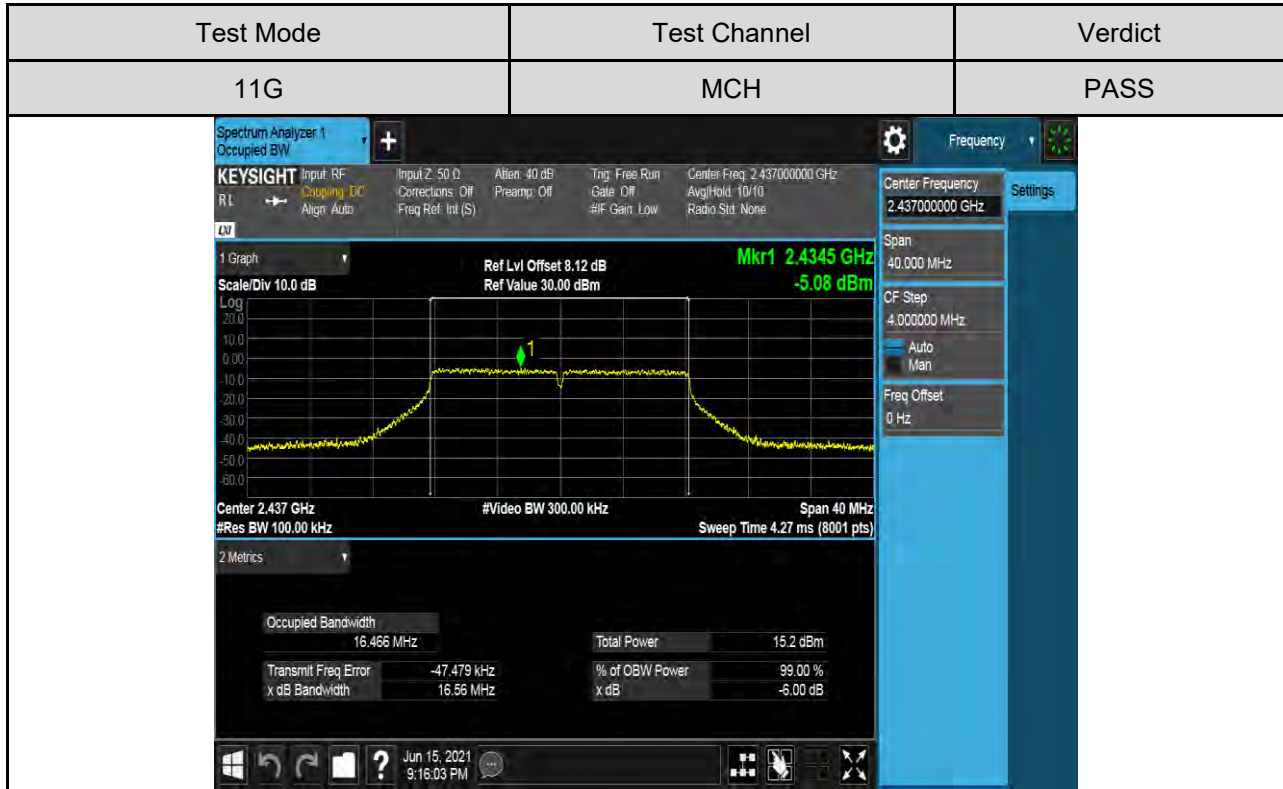 Test Mode Test Channel Verdict
11G MCH PASS
Spectrum Analyzer 1
Occupied BW
+
Frequency
KEYSIGHT Input: RF Input Z: 50 Ω Atten: 40 dB Trig: Free Run Center Freq: 2.437000000 GHz
RL Coupling: DC Corrections: Off Preamp: Off Gate: Off Avg|Hold: 10/10
Align: Auto Freq Ref: Int (S) #IF Gain: Low Radio Std: None
LXI
Center Frequency
2.437000000 GHz
Settings
Span
40.000 MHz
CF Step
4.000000 MHz
Auto
Man
Freq Offset
0 Hz
1 Graph
Scale/Div 10.0 dB
Ref Lvl Offset 8.12 dB
Ref Value 30.00 dBm
Mkr1 2.4345 GHz
-5.08 dBm
Log
20.0
10.0
0.00
-10.0
-20.0
-30.0
-40.0
-50.0
-60.0
1
Center 2.437 GHz #Video BW 300.00 kHz Span 40 MHz
#Res BW 100.00 kHz Sweep Time 4.27 ms (8001 pts)
2 Metrics
Occupied Bandwidth
16.466 MHz Total Power 15.2 dBm
Transmit Freq Error -47.479 kHz % of OBW Power 99.00 %
x dB Bandwidth 16.56 MHz x dB -6.00 dB
?
Jun 15, 2021
9:16:03 PM